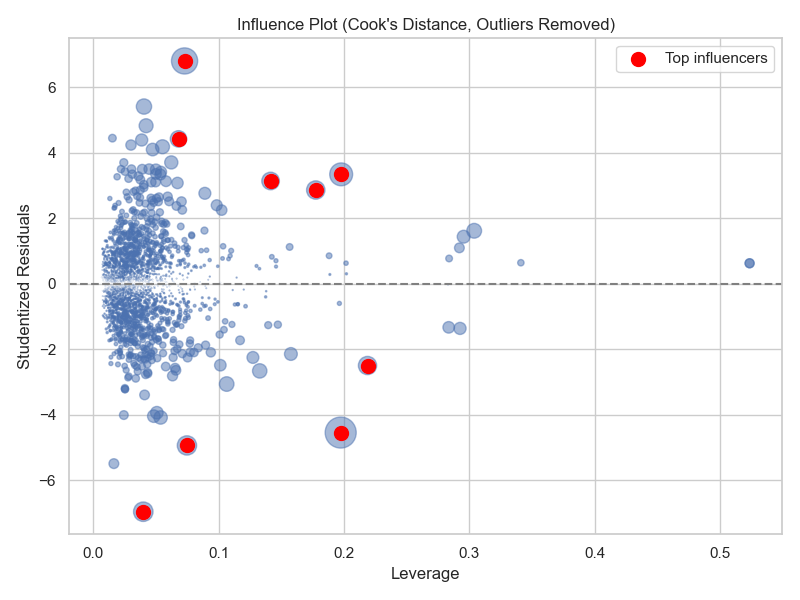 Influence Plot (Cook's Distance, Outliers Removed)
Top influencers
Studentized Residuals
6
4
2
0
−2
−4
−6
0.0 0.1 0.2 0.3 0.4 0.5
Leverage